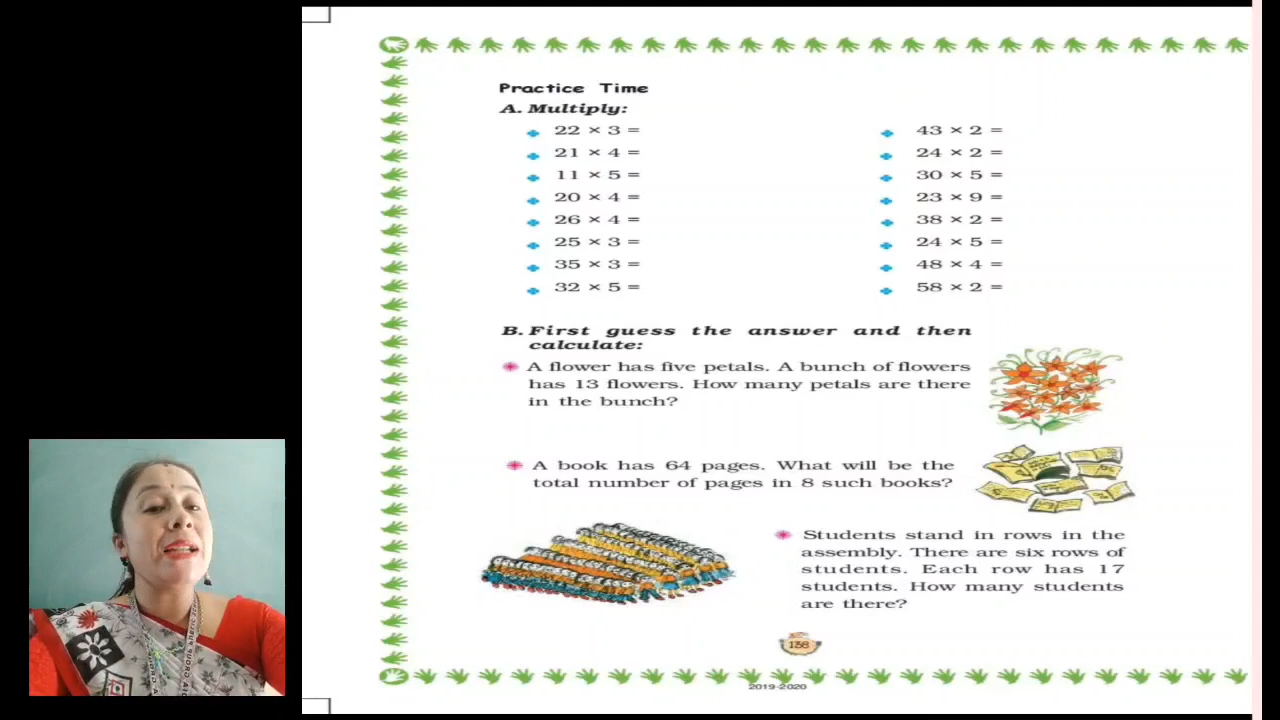 Practice Time
A. Multiply:
22 × 3 =
21 × 4 =
11 × 5 =
20 × 4 =
26 × 4 =
25 × 3 =
35 × 3 =
32 × 5 =
43 × 2 =
24 × 2 =
30 × 5 =
23 × 9 =
38 × 2 =
24 × 5 =
48 × 4 =
58 × 2 =
B. First guess the answer and then
calculate:
A flower has five petals. A bunch of flowers
has 13 flowers. How many petals are there
in the bunch?
A book has 64 pages. What will be the
total number of pages in 8 such books?
Students stand in rows in the
assembly. There are six rows of
students. Each row has 17
students. How many students
are there?
138
2019-2020